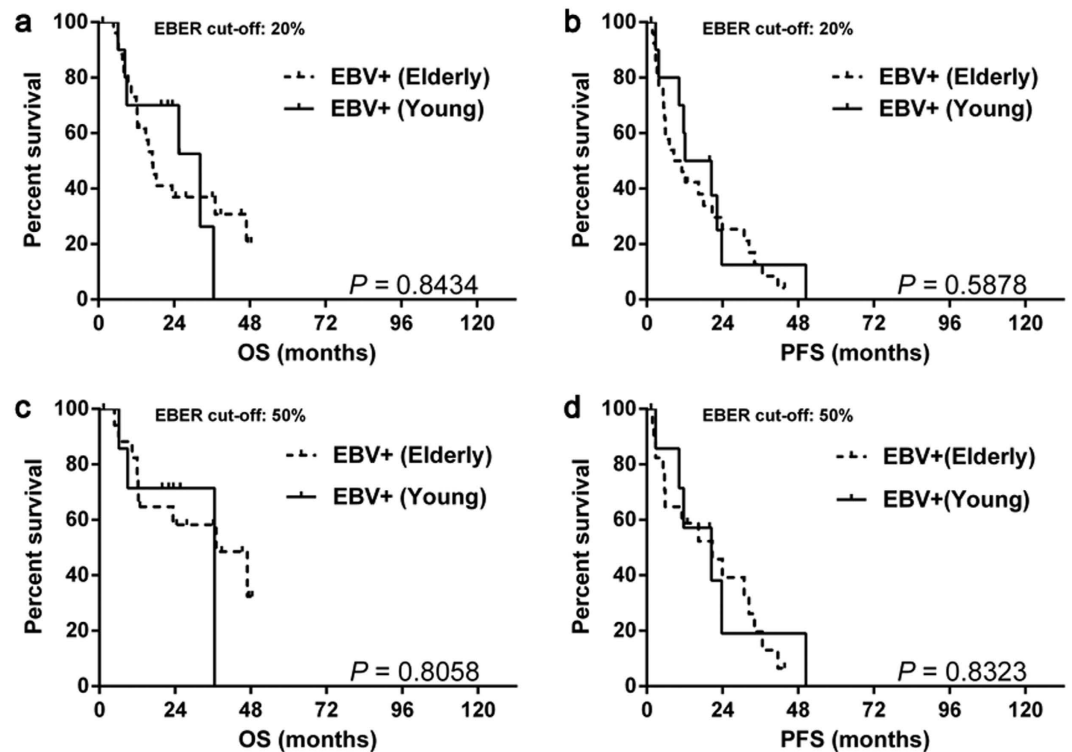 a
EBER cut-off: 20%
100
80
60
40
20
0
Percent survival
EBV+ (Elderly)
EBV+ (Young)
P = 0.8434
0 24 48 72 96 120
OS (months)
b
EBER cut-off: 20%
100
80
60
40
20
0
Percent survival
EBV+ (Elderly)
EBV+ (Young)
P = 0.5878
0 24 48 72 96 120
PFS (months)
c
EBER cut-off: 50%
100
80
60
40
20
0
Percent survival
EBV+ (Elderly)
EBV+ (Young)
P = 0.8058
0 24 48 72 96 120
OS (months)
d
EBER cut-off: 50%
100
80
60
40
20
0
Percent survival
EBV+(Elderly)
EBV+(Young)
P = 0.8323
0 24 48 72 96 120
PFS (months)